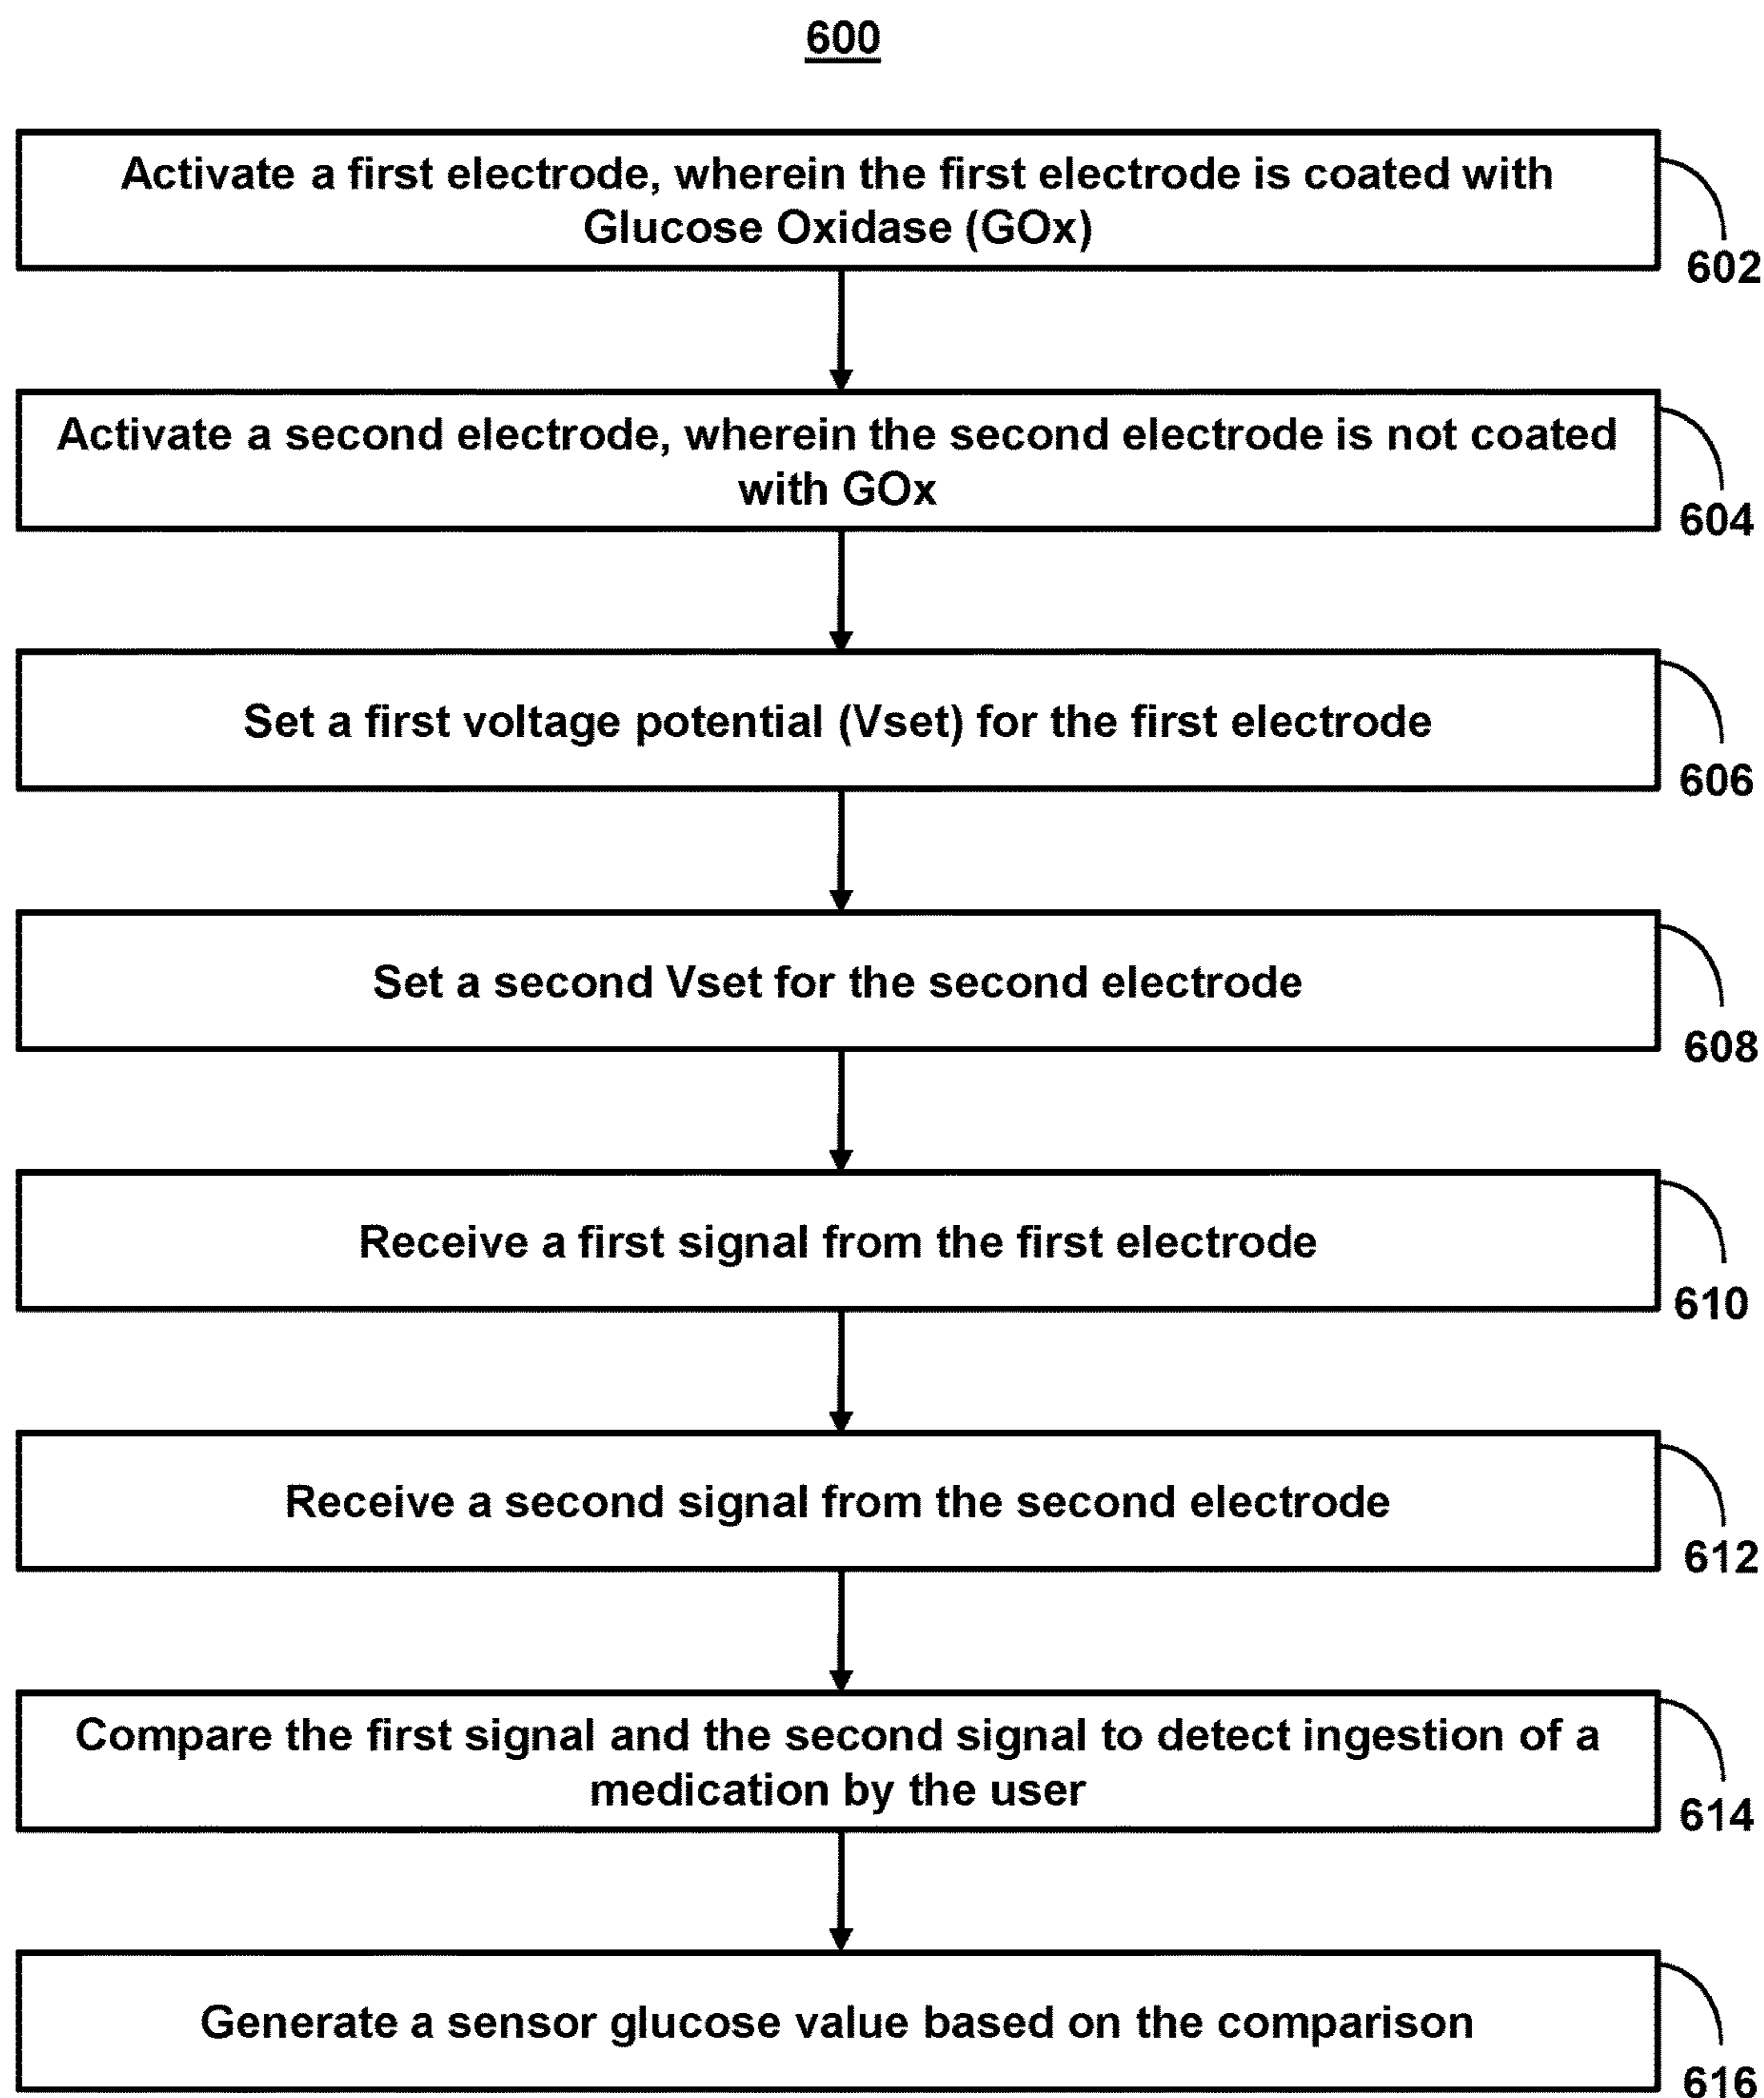 600
Activate a first electrode, wherein the first electrode is coated with
Glucose Oxidase (GOx)
602
Activate a second electrode, wherein the second electrode is not coated
with GOx
604
Set a first voltage potential (Vset) for the first electrode
606
Set a second Vset for the second electrode
608
Receive a first signal from the first electrode
610
Receive a second signal from the second electrode
612
Compare the first signal and the second signal to detect ingestion of a
medication by the user
614
Generate a sensor glucose value based on the comparison
616